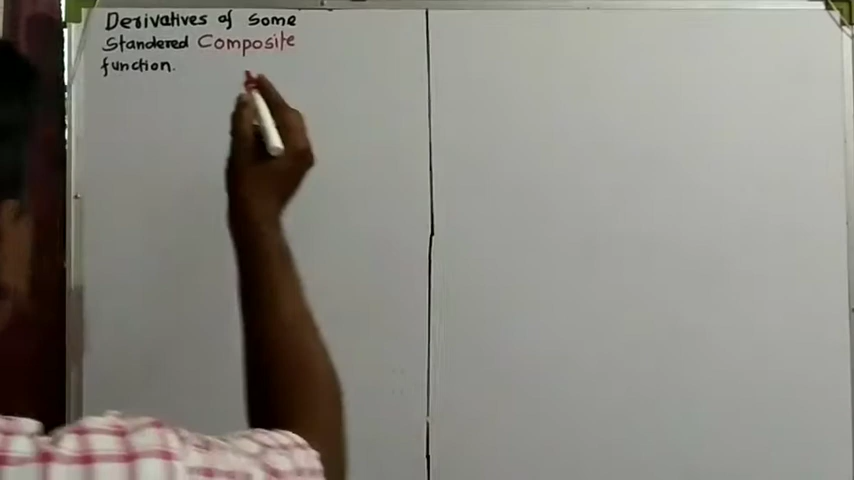 Derivatives of Some
Standered Composite
function.